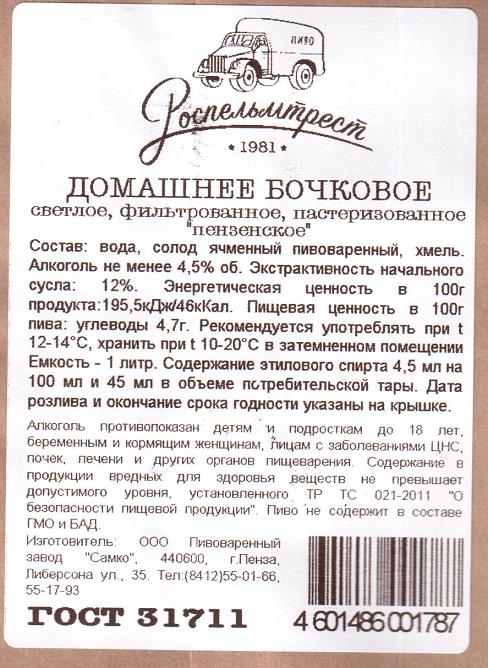 ПИВО
Роспельмтрест
* 1981 *
ДОМАШНЕЕ БОЧКОВОЕ
светлое, фильтрованное, пастеризованное
"пензенское"
Состав: вода, солод ячменный пивоваренный, хмель.
Алкоголь не менее 4,5% об. Экстрактивность начального
сусла: 12%. Энергетическая ценность в 100г
продукта:195,5кДж/46кКал. Пищевая ценность в 100г
пива: углеводы 4,7г. Рекомендуется употреблять при t
12-14°С, хранить при t 10-20°С в затемненном помещении
Емкость - 1 литр. Содержание этилового спирта 4,5 мл на
100 мл и 45 мл в объеме потребительской тары. Дата
розлива и окончание срока годности указаны на крышке.
Алкоголь противопоказан детям и подросткам до 18 лет,
беременным и кормящим женщинам, лицам с заболеваниями ЦНС,
почек, печени и других органов пищеварения. Содержание в
продукции вредных для здоровья веществ не превышает
допустимого уровня, установленного ТР ТС 021-2011 "О
безопасности пищевой продукции". Пиво не содержит в составе
ГМО и БАД.
Изготовитель: ООО Пивоваренный
завод "Самко", 440600, г.Пенза,
Либерсона ул., 35. Тел:(8412)55-01-66,
55-17-93
ГОСТ 31711
4 601486 001787